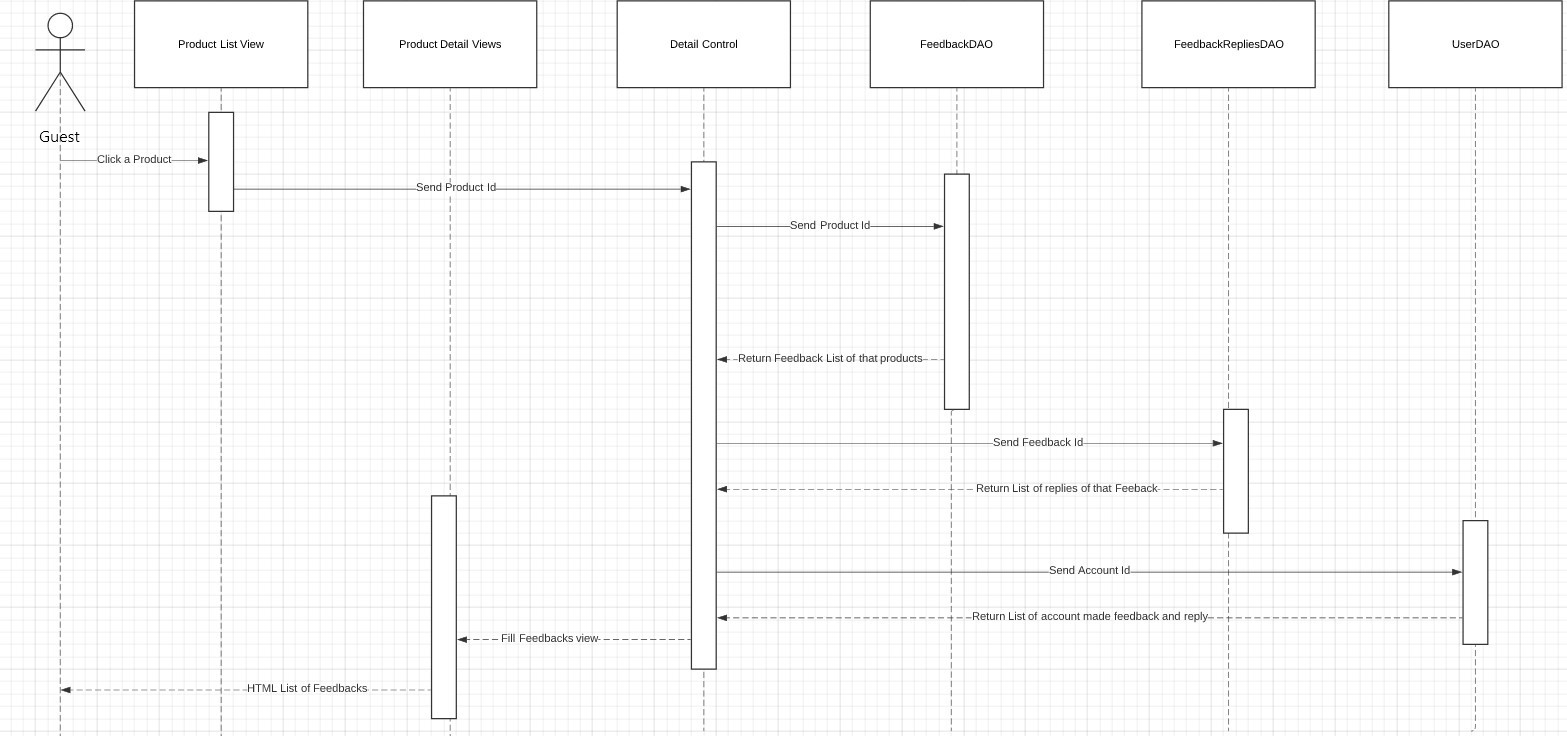 Product List View
Product Detail Views
Detail Control
FeedbackDAO
FeedbackRepliesDAO
UserDAO
Guest
Click a Product
Send Product Id
Send Product Id
Return Feedback List of that products
Send Feedback Id
Return List of replies of that Feeback
Send Account Id
Return List of account made feedback and reply
Fill Feedbacks view
HTML List of Feedbacks